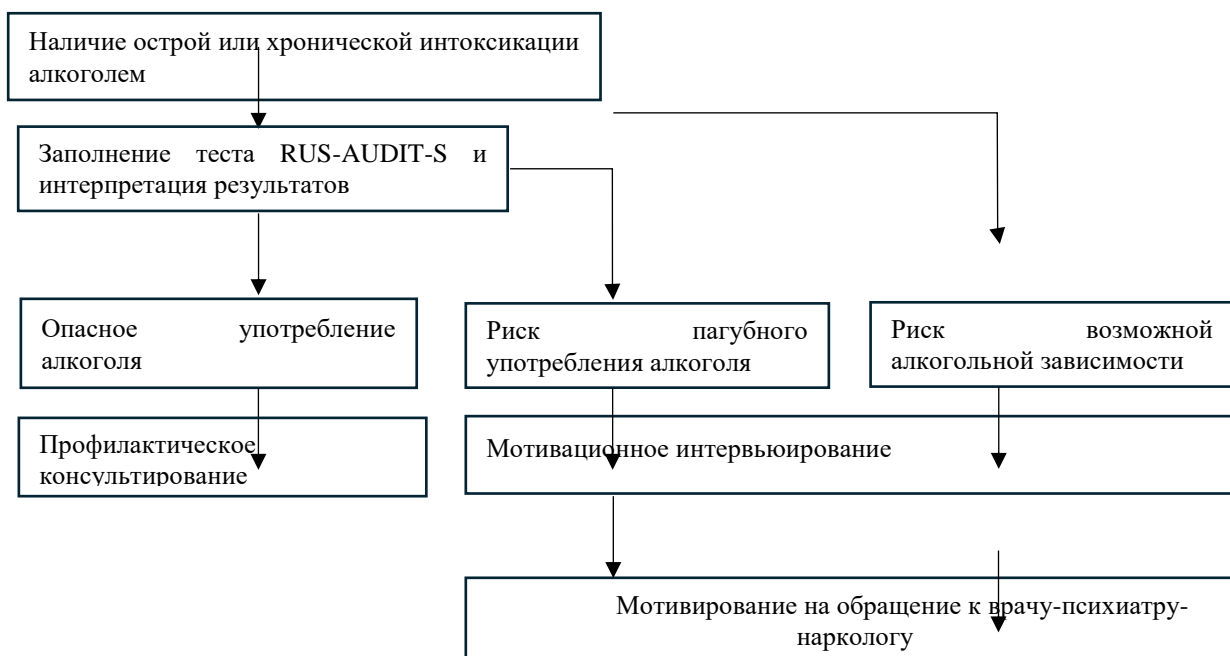 Наличие острой или хронической интоксикации
алкоголем
Заполнение теста RUS-AUDIT-S и
интерпретация результатов
Опасное употребление
алкоголя
Риск пагубного
употребления алкоголя
Риск возможной
алкогольной зависимости
Профилактическое
консультирование
Мотивационное интервьюирование
Мотивирование на обращение к врачу-психиатру-
наркологу